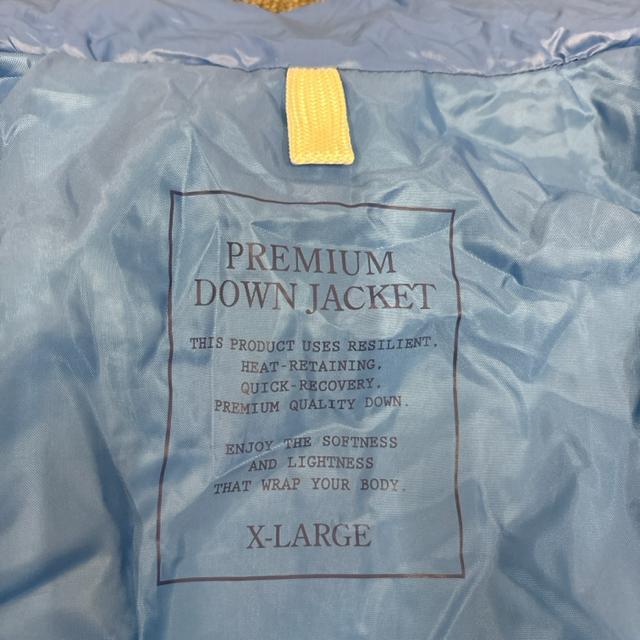 PREMIUM
DOWN JACKET
THIS PRODUCT USES RESILIENT,
HEAT-RETAINING,
QUICK-RECOVERY,
PREMIUM QUALITY DOWN.
ENJOY THE SOFTNESS
AND LIGHTNESS
THAT WRAP YOUR BODY.
X-LARGE